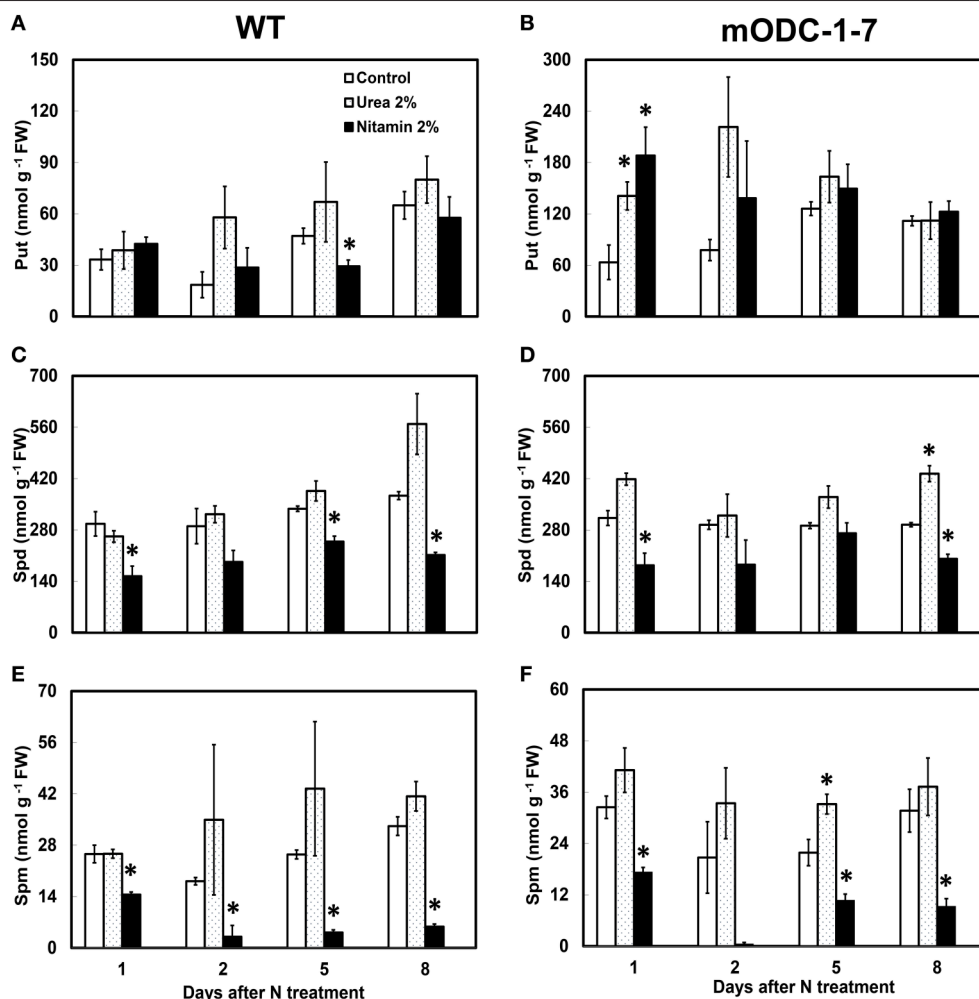 A
WT
B
mODC-1-7
150
120
90
60
30
0
Put (nmol g -1 FW)
Control
Urea 2%
Nitamin 2%
*
300
240
180
120
60
0
Put (nmol g -1 FW)
*
*
C
700
560
420
280
140
0
Spd (nmol g -1 FW)
*
*
*
D
700
560
420
280
140
0
Spd (nmol g -1 FW)
*
*
*
E
70
56
42
28
14
0
Spm (nmol g -1 FW)
*
*
*
*
1 2 5 8
Days after N treatment
F
60
48
36
24
12
0
Spm (nmol g -1 FW)
*
*
*
*
1 2 5 8
Days after N treatment